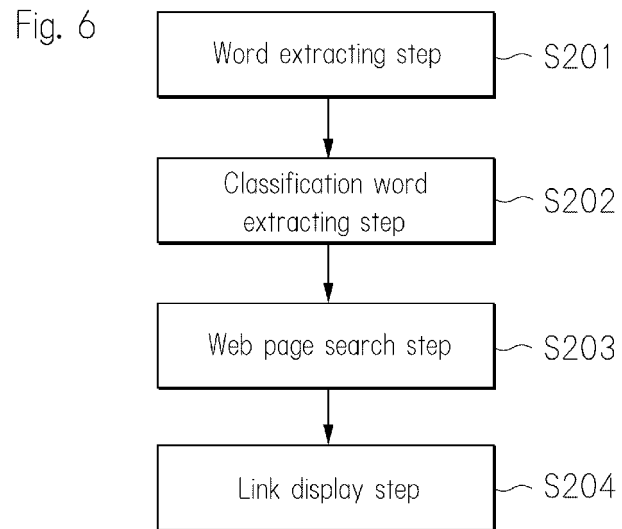 Fig. 6
Word extracting step
S201
Classification word
extracting step
S202
Web page search step
S203
Link display step
S204